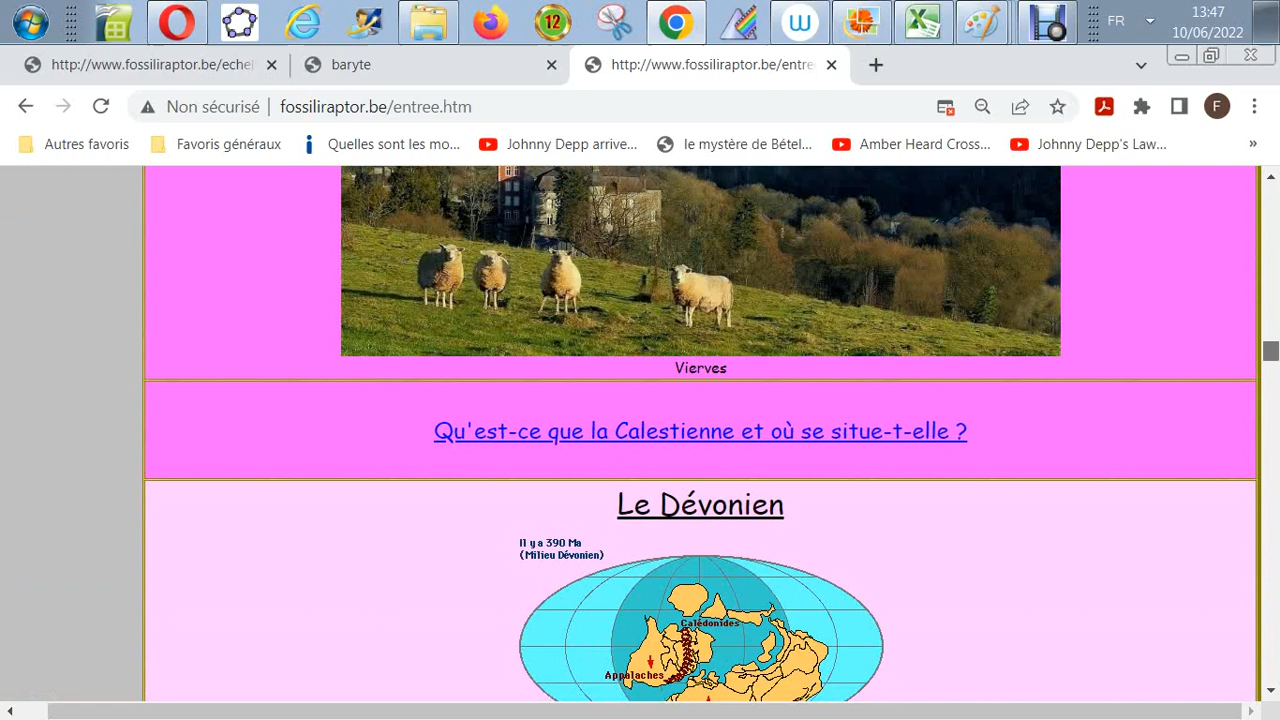 12
FR
13:47
10/06/2022
http://www.fossiliraptor.be/echel
baryte
http://www.fossiliraptor.be/entre
Non sécurisé
fossiliraptor.be/entree.htm
F
Autres favoris
Favoris généraux
Quelles sont les mo...
Johnny Depp arrive...
le mystère de Bétel...
Amber Heard Cross...
Johnny Depp's Law...
»
Vierves
Qu'est-ce que la Calestienne et où se situe-t-elle ?
Le Dévonien
Il y a 390 Ma
(Milieu Dévonien)
Calédonides
Appalaches